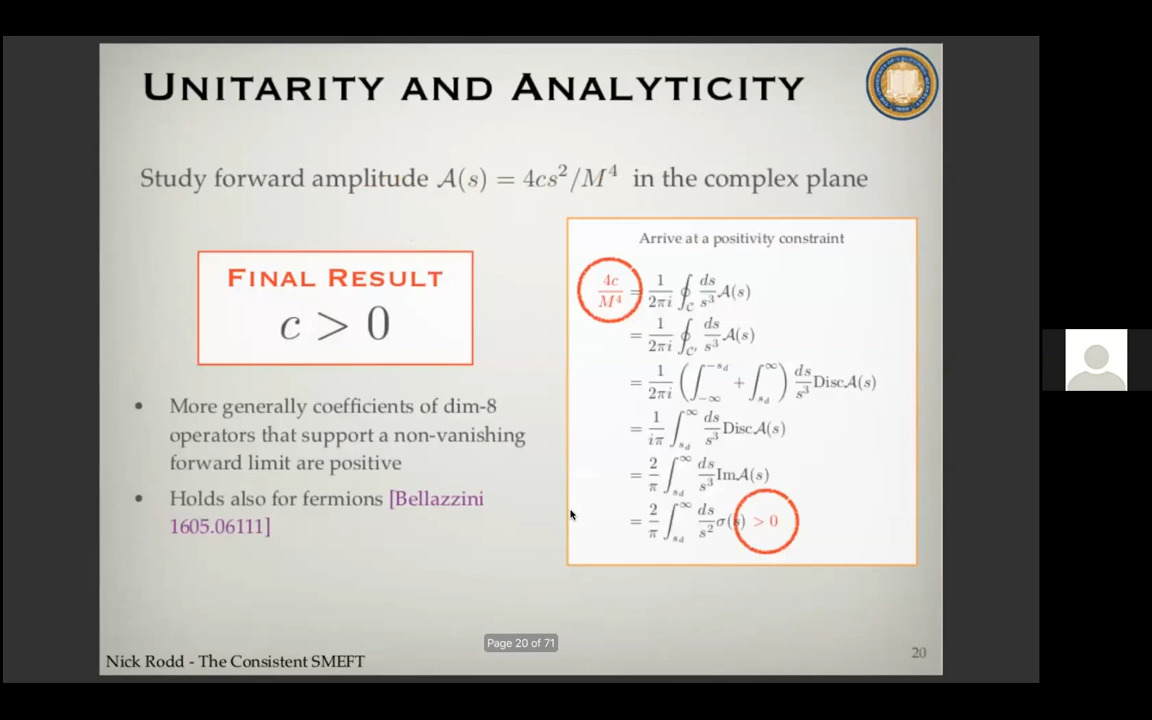 UNITARITY AND ANALYTICITY
Study forward amplitude 𝒜(s) = 4cs²/M⁴ in the complex plane
FINAL RESULT
c > 0
• More generally coefficients of dim-8
operators that support a non-vanishing
forward limit are positive
• Holds also for fermions [Bellazzini
1605.06111]
Arrive at a positivity constraint
4c/M⁴ = 1/2πi ∮_C ds/s³ 𝒜(s)
= 1/2πi ∮_C' ds/s³ 𝒜(s)
= 1/2πi (∫_−∞^−s_d + ∫_s_d^∞) ds/s³ Disc𝒜(s)
= 1/iπ ∫_s_d^∞ ds/s³ Disc𝒜(s)
= 2/π ∫_s_d^∞ ds/s³ Im𝒜(s)
= 2/π ∫_s_d^∞ ds/s² σ(s) > 0
Page 20 of 71
Nick Rodd - The Consistent SMEFT
20